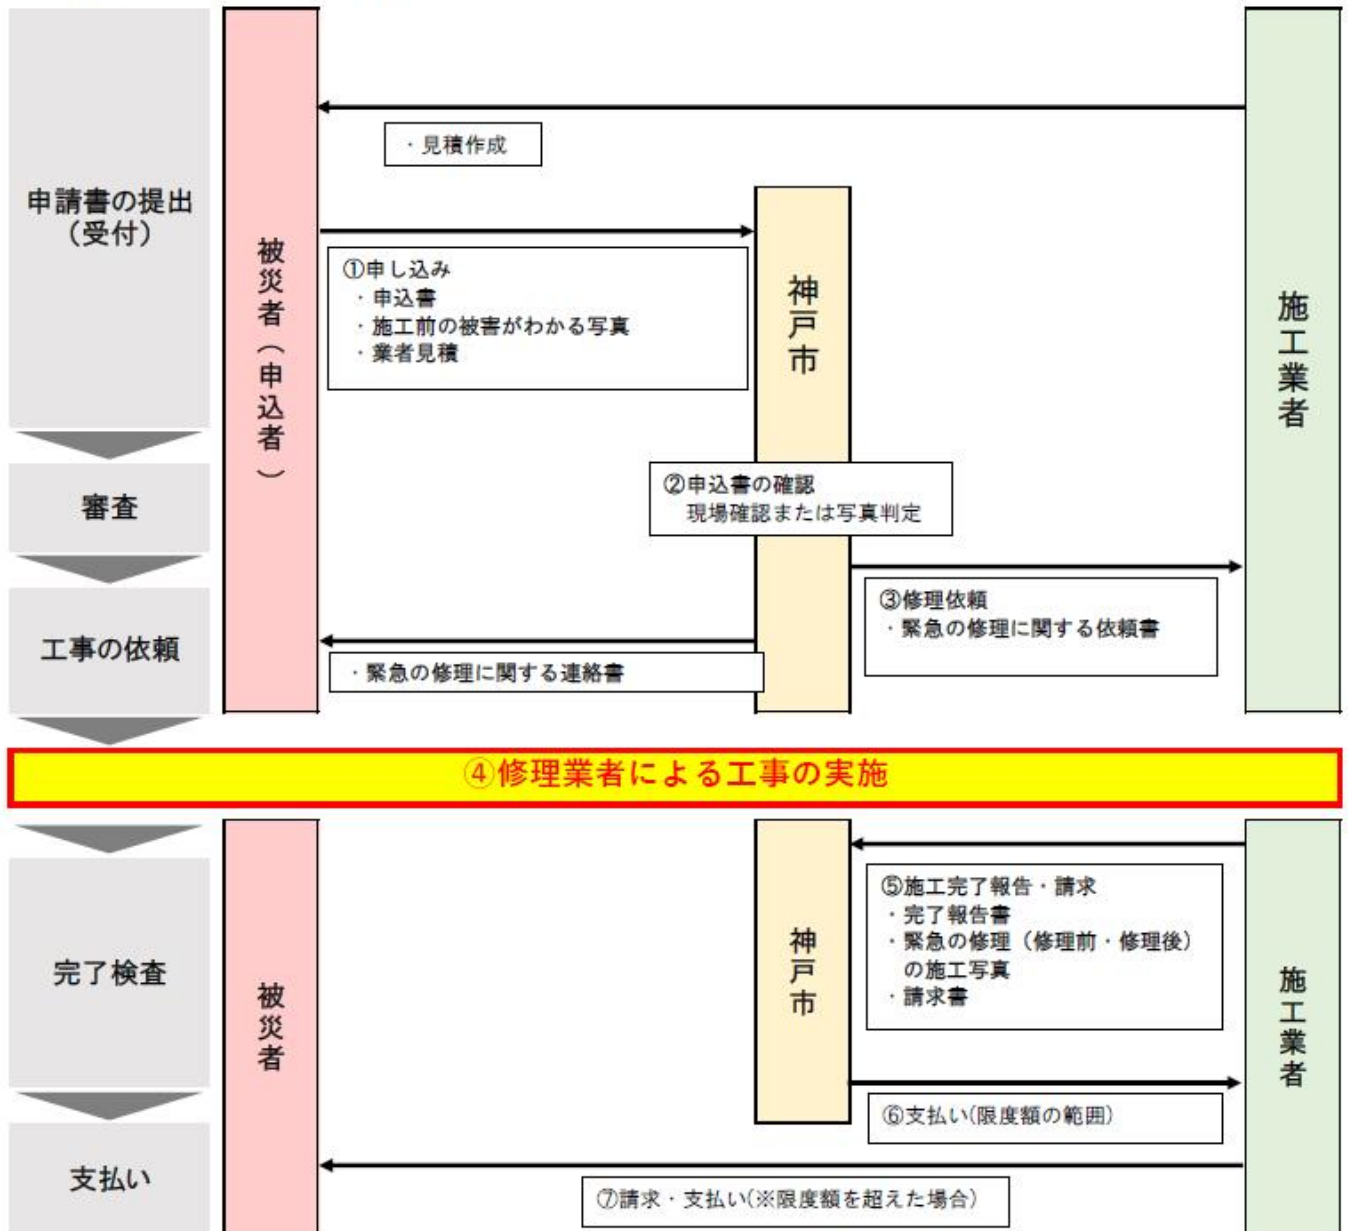 ・見積作成
申請書の提出
（受付）
被災者（申込者）
①申し込み
・申込書
・施工前の被害がわかる写真
・業者見積
神戸市
施工業者
審査
②申込書の確認
現場確認または写真判定
工事の依頼
③修理依頼
・緊急の修理に関する依頼書
・緊急の修理に関する連絡書
④修理業者による工事の実施
完了検査
被災者
神戸市
⑤施工完了報告・請求
・完了報告書
・緊急の修理（修理前・修理後）
の施工写真
・請求書
施工業者
⑥支払い(限度額の範囲)
支払い
⑦請求・支払い(※限度額を超えた場合)